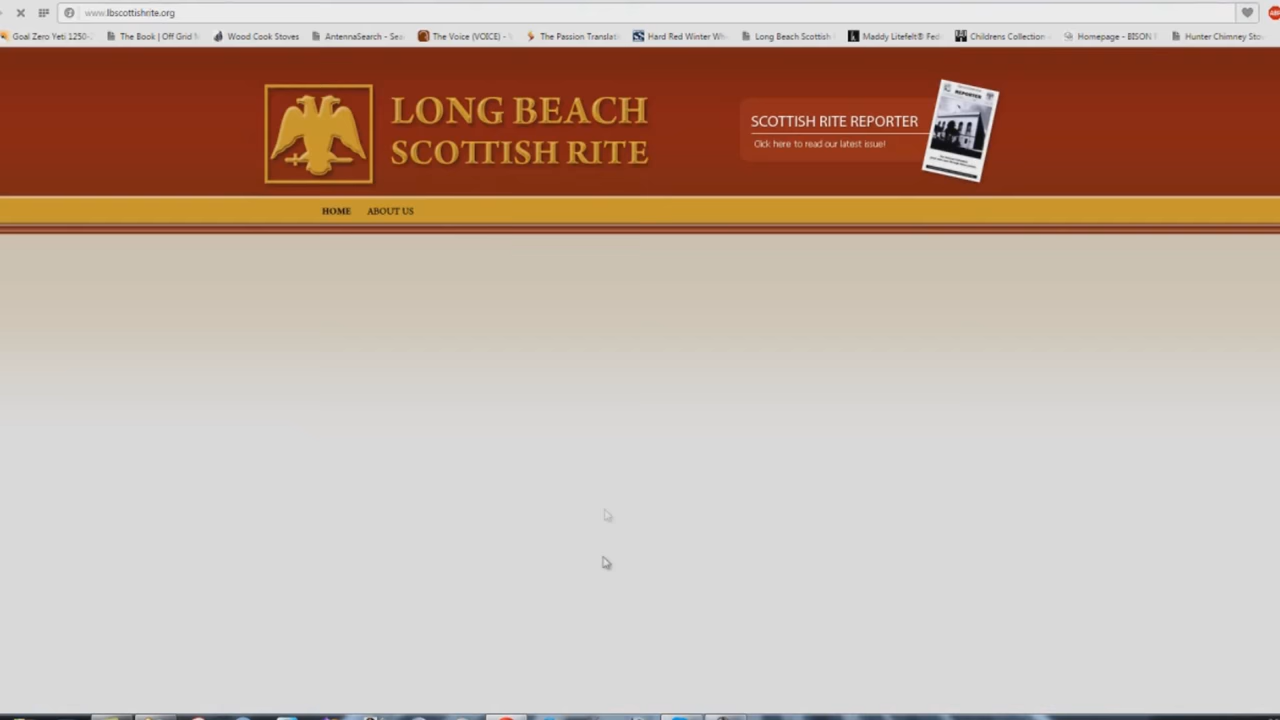 www.lbscottishrite.org
Goal Zero Yeti 1250-
The Book | Off Grid
Wood Cook Stoves
AntennaSearch - Sea
The Voice (VOICE) -
The Passion Translati
Hard Red Winter Wh
Long Beach Scottish
Maddy Litefelt® Fed
Childrens Collection
Homepage - BISON
Hunter Chimney Sto
LONG BEACH
SCOTTISH RITE
SCOTTISH RITE REPORTER
Click here to read our latest issue!
REPORTER
HOME ABOUT US